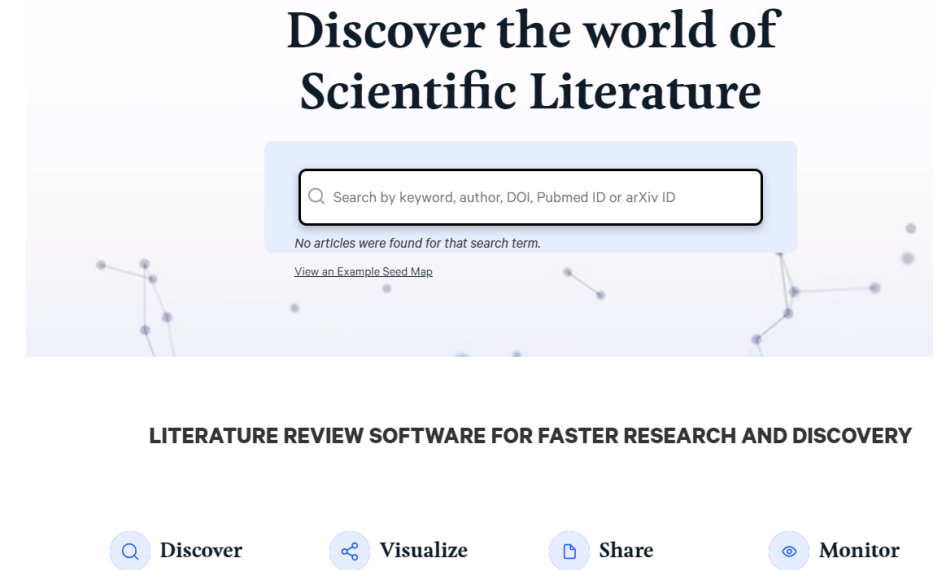 Discover the world of
Scientific Literature
Search by keyword, author, DOI, Pubmed ID or arXiv ID
No articles were found for that search term.
View an Example Seed Map
LITERATURE REVIEW SOFTWARE FOR FASTER RESEARCH AND DISCOVERY
Discover Visualize Share Monitor